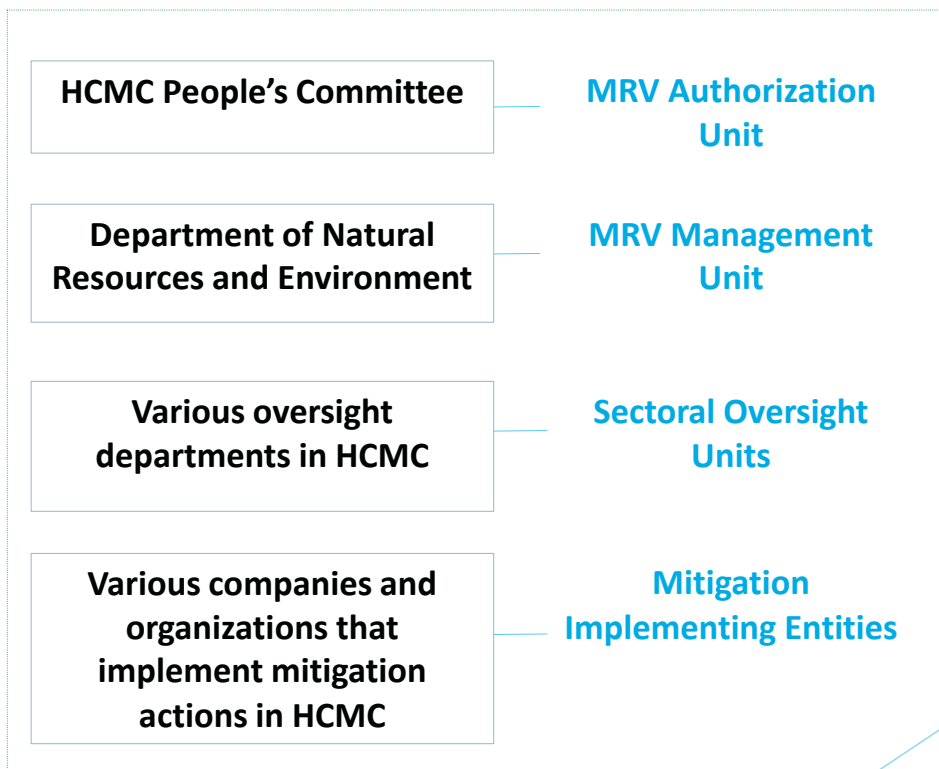 HCMC People’s Committee
MRV Authorization
Unit
Department of Natural
Resources and Environment
MRV Management
Unit
Various oversight
departments in HCMC
Sectoral Oversight
Units
Various companies and
organizations that
implement mitigation
actions in HCMC
Mitigation
Implementing Entities